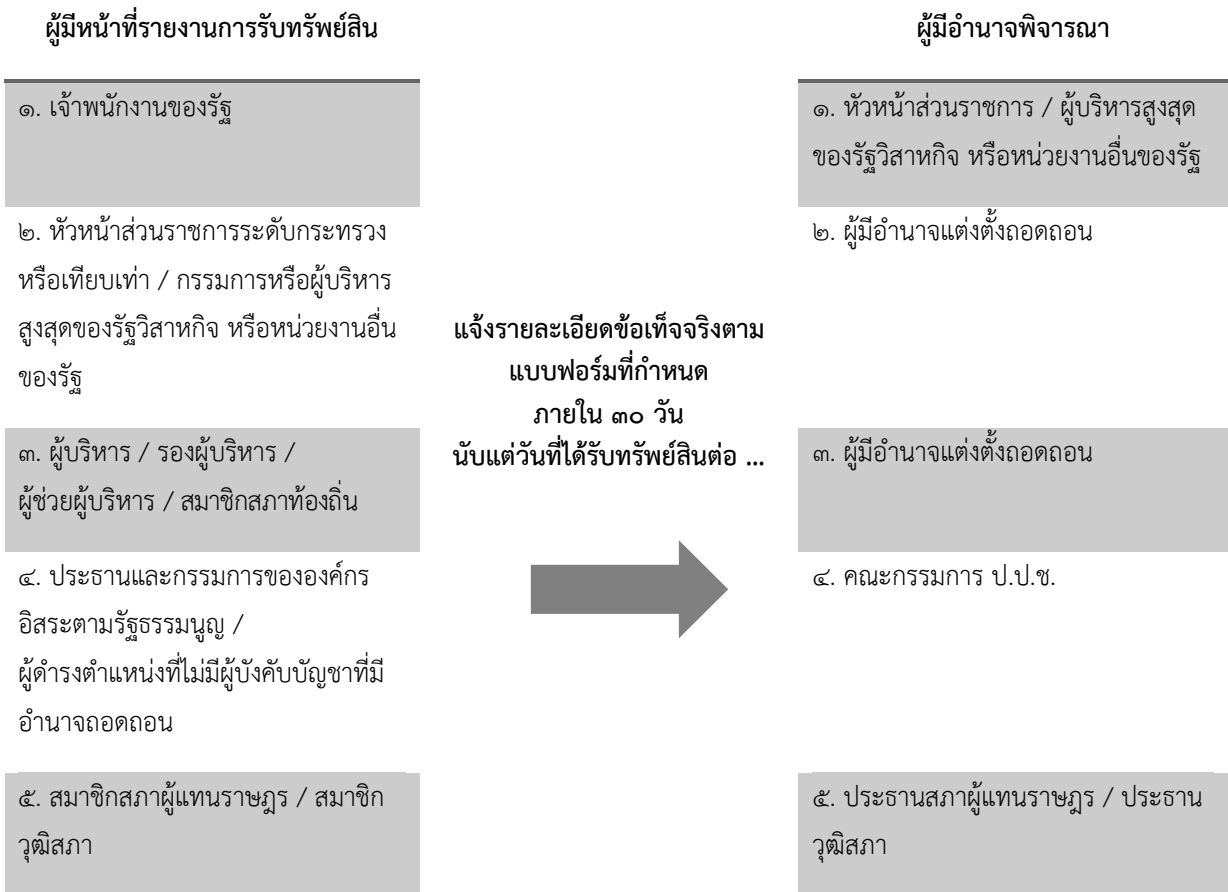 ผู้มีหน้าที่รายงานการรับทรัพย์สิน
๑. เจ้าพนักงานของรัฐ
๒. หัวหน้าส่วนราชการระดับกระทรวง
หรือเทียบเท่า / กรรมการหรือผู้บริหาร
สูงสุดของรัฐวิสาหกิจ หรือหน่วยงานอื่น
ของรัฐ
๓. ผู้บริหาร / รองผู้บริหาร /
ผู้ช่วยผู้บริหาร / สมาชิกสภาท้องถิ่น
๔. ประธานและกรรมการขององค์กร
อิสระตามรัฐธรรมนูญ /
ผู้ดำรงตำแหน่งที่ไม่มีผู้บังคับบัญชาที่มี
อำนาจถอดถอน
๕. สมาชิกสภาผู้แทนราษฎร / สมาชิก
วุฒิสภา
แจ้งรายละเอียดข้อเท็จจริงตาม
แบบฟอร์มที่กำหนด
ภายใน ๓๐ วัน
นับแต่วันที่ได้รับทรัพย์สินต่อ ...
ผู้มีอำนาจพิจารณา
๑. หัวหน้าส่วนราชการ / ผู้บริหารสูงสุด
ของรัฐวิสาหกิจ หรือหน่วยงานอื่นของรัฐ
๒. ผู้มีอำนาจแต่งตั้งถอดถอน
๓. ผู้มีอำนาจแต่งตั้งถอดถอน
๔. คณะกรรมการ ป.ป.ช.
๕. ประธานสภาผู้แทนราษฎร / ประธาน
วุฒิสภา